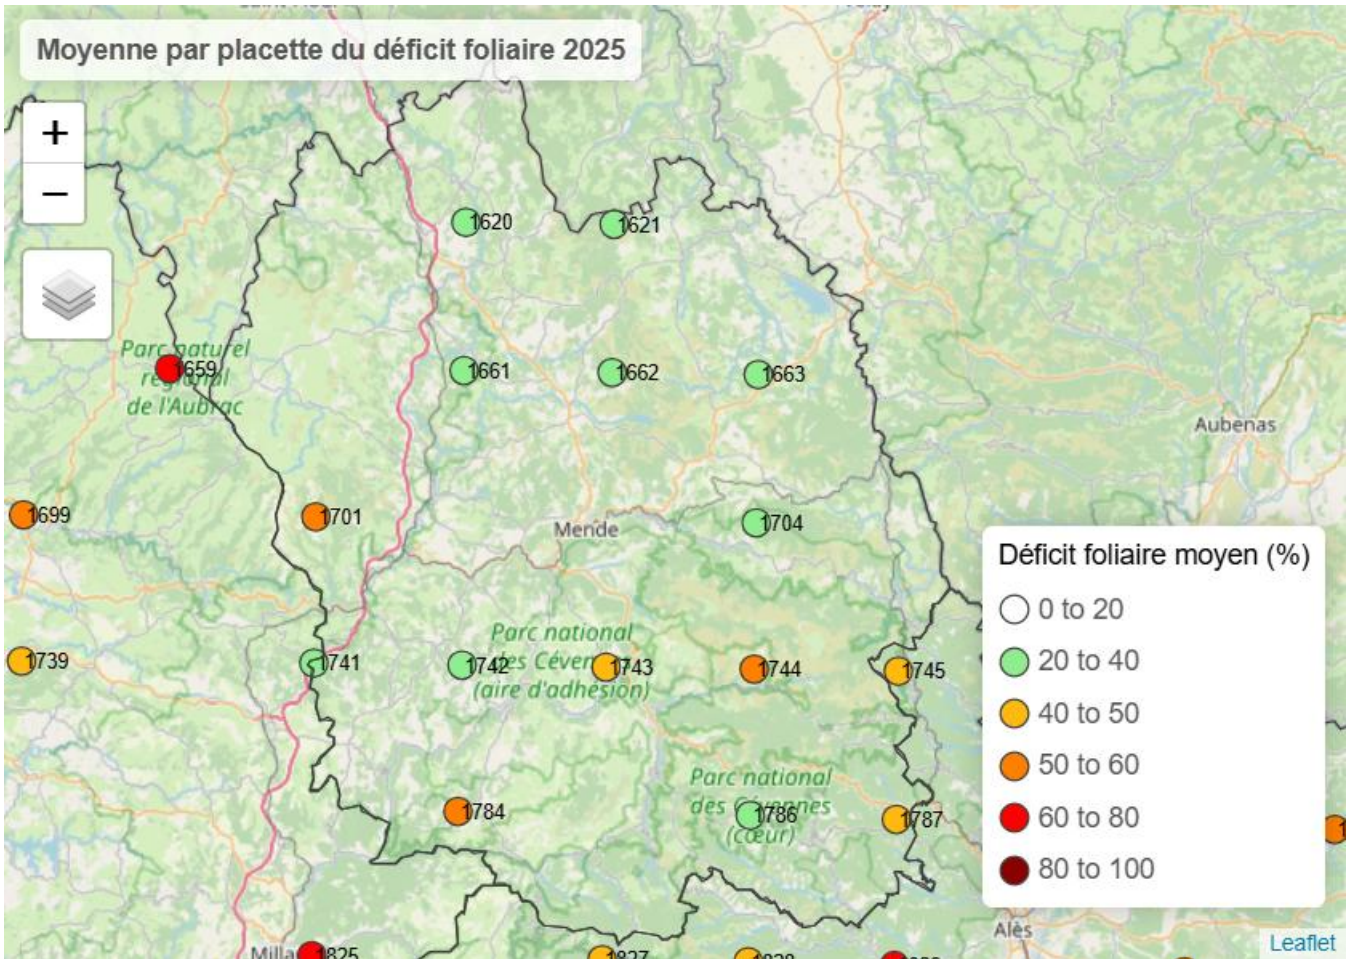 Moyenne par placette du déficit foliaire 2025
+
−
1620
1621
Parc naturel
régional
de l'Aubrac
1659
1661
1662
1663
Aubenas
1699
1701
Mende
1704
Déficit foliaire moyen (%)
0 to 20
20 to 40
40 to 50
50 to 60
60 to 80
80 to 100
Parc national
(aire d'adhésion)
1739
1741
1742
1743
1744
1745
Parc national
des Cévennes
(cœur)
1784
1786
1787
Alès
1825
1827
Leaflet